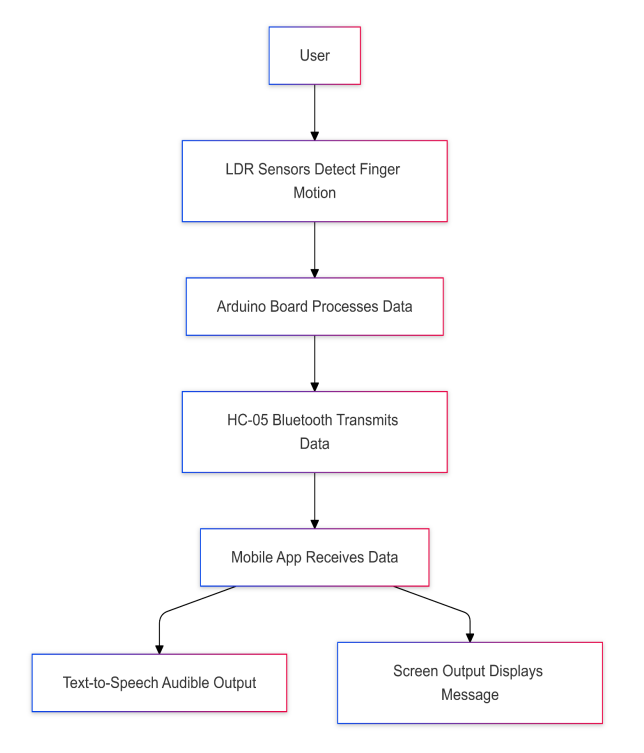 User
LDR Sensors Detect Finger
Motion
Arduino Board Processes Data
HC-05 Bluetooth Transmits
Data
Mobile App Receives Data
Text-to-Speech Audible Output
Screen Output Displays
Message